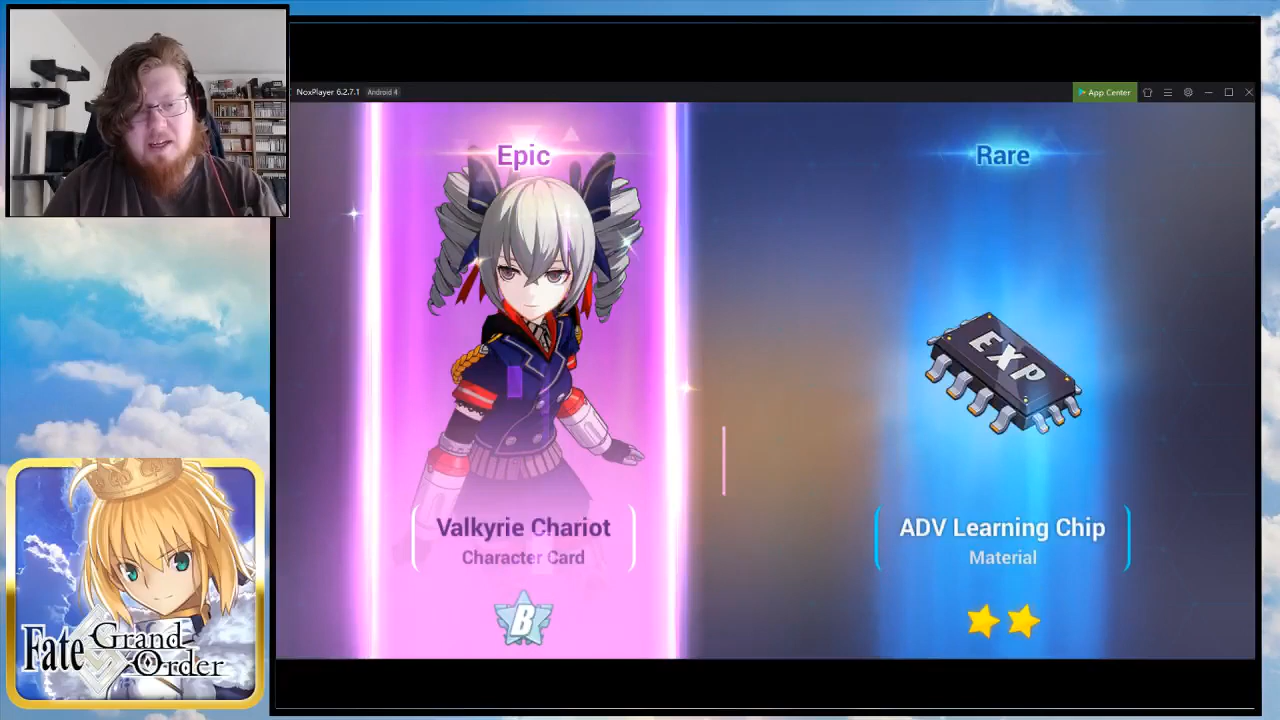 NoxPlayer 6.2.7.1 Android 4
App Center
Epic
Rare
EXP
Valkyrie Chariot
Character Card
B
ADV Learning Chip
Material
Fate
Grand
Order